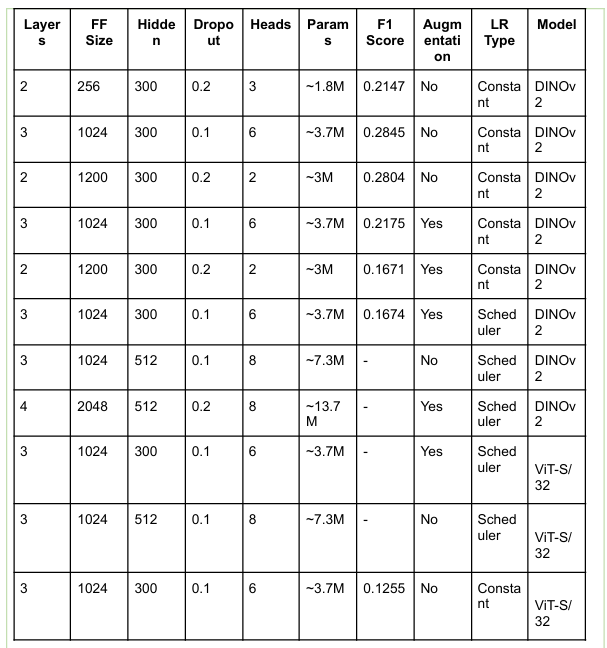 Layers FF Size Hidden Dropout Heads Params F1 Score Augmentation LR Type Model
2 256 300 0.2 3 ~1.8M 0.2147 No Constant DINOv2
3 1024 300 0.1 6 ~3.7M 0.2845 No Constant DINOv2
2 1200 300 0.2 2 ~3M 0.2804 No Constant DINOv2
3 1024 300 0.1 6 ~3.7M 0.2175 Yes Constant DINOv2
2 1200 300 0.2 2 ~3M 0.1671 Yes Constant DINOv2
3 1024 300 0.1 6 ~3.7M 0.1674 Yes Scheduler DINOv2
3 1024 512 0.1 8 ~7.3M - No Scheduler DINOv2
4 2048 512 0.2 8 ~13.7M - Yes Scheduler DINOv2
3 1024 300 0.1 6 ~3.7M - Yes Scheduler ViT-S/32
3 1024 512 0.1 8 ~7.3M - No Scheduler ViT-S/32
3 1024 300 0.1 6 ~3.7M 0.1255 No Constant ViT-S/32